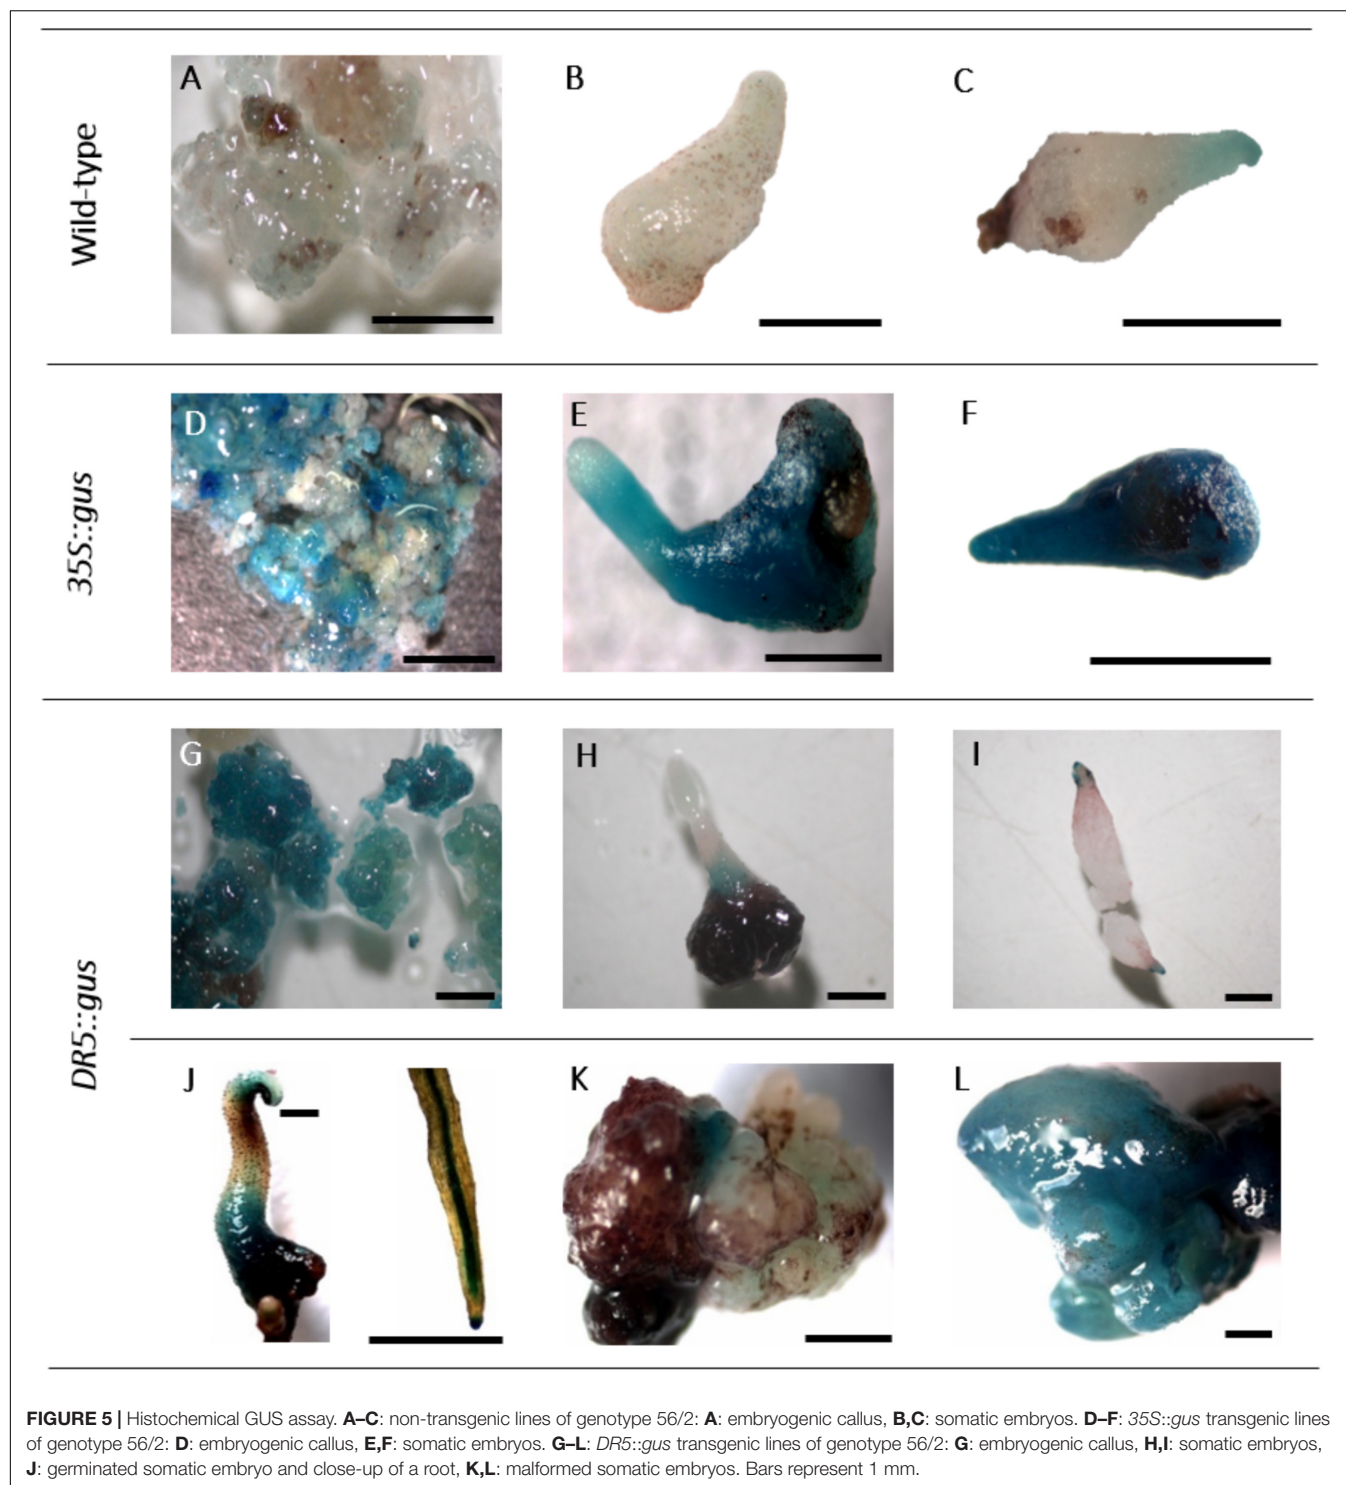 Wild-type
A
B
C
35S::gus
D
E
F
DR5::gus
G
H
I
J
K
L
FIGURE 5 | Histochemical GUS assay. A–C: non-transgenic lines of genotype 56/2: A: embryogenic callus, B,C: somatic embryos. D–F: 35S::gus transgenic lines
of genotype 56/2: D: embryogenic callus, E,F: somatic embryos. G–L: DR5::gus transgenic lines of genotype 56/2: G: embryogenic callus, H,I: somatic embryos,
J: germinated somatic embryo and close-up of a root, K,L: malformed somatic embryos. Bars represent 1 mm.